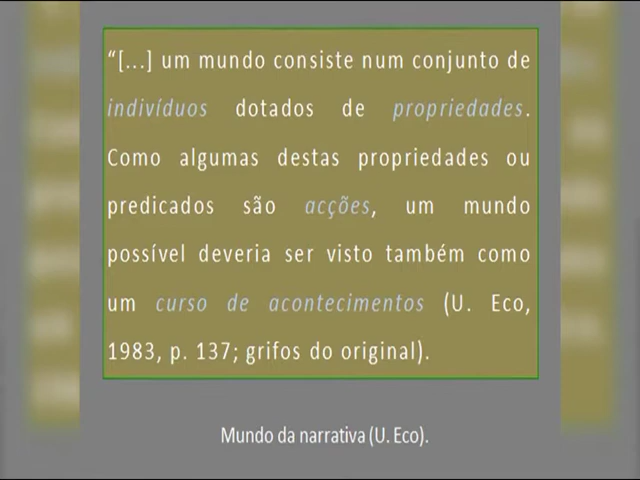 “[...] um mundo consiste num conjunto de
indivíduos dotados de propriedades.
Como algumas destas propriedades ou
predicados são acções, um mundo
possível deveria ser visto também como
um curso de acontecimentos (U. Eco,
1983, p. 137; grifos do original).
Mundo da narrativa (U. Eco).